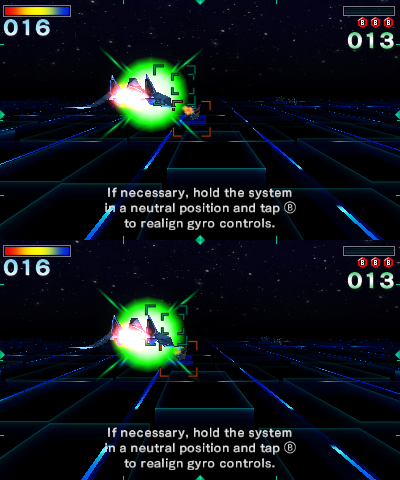 016
B B B
013
If necessary, hold the system
in a neutral position and tap Ⓑ
to realign gyro controls.
016
B B B
013
If necessary, hold the system
in a neutral position and tap Ⓑ
to realign gyro controls.